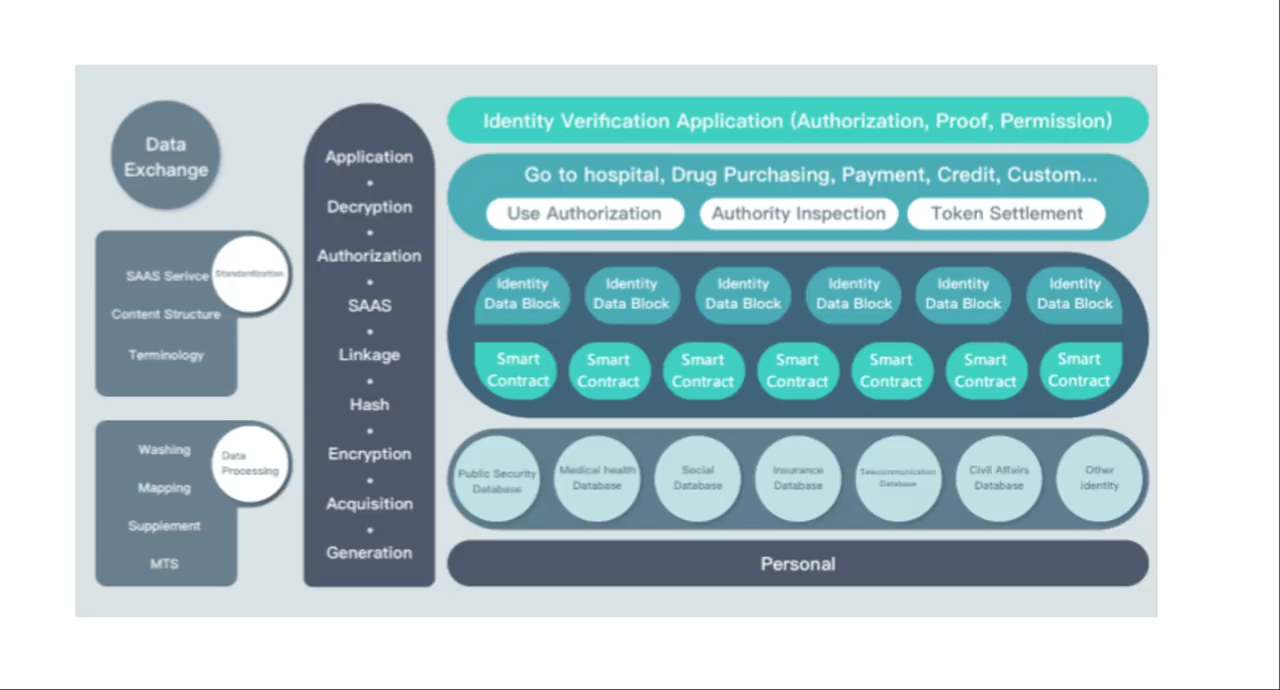 Data
Exchange
SAAS Serivce
Standardization
Content Structure
Terminology
Washing
Data
Processing
Mapping
Supplement
MTS
Application
Decryption
Authorization
SAAS
Linkage
Hash
Encryption
Acquisition
Generation
Identity Verification Application (Authorization, Proof, Permission)
Go to hospital, Drug Purchasing, Payment, Credit, Custom...
Use Authorization
Authority Inspection
Token Settlement
Identity
Data Block
Identity
Data Block
Identity
Data Block
Identity
Data Block
Identity
Data Block
Identity
Data Block
Smart
Contract
Smart
Contract
Smart
Contract
Smart
Contract
Smart
Contract
Smart
Contract
Smart
Contract
Public Security
Database
Medical health
Database
Social
Database
Insurance
Database
Telecommunication
Database
Civil Affairs
Database
Other
identity
Personal